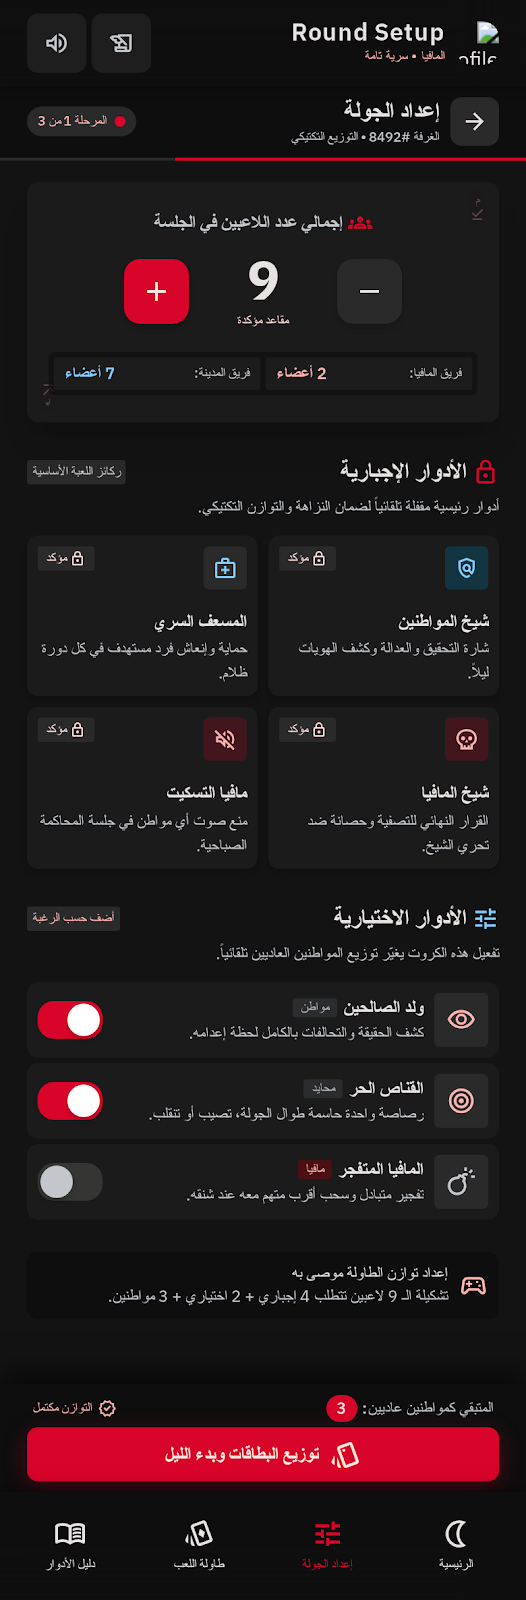 Round Setup
المافيا • سرية تامة
إعداد الجولة
الغرفة #8492 • التوزيع التكتيكي
المرحلة 1 من 3
إجمالي عدد اللاعبين في الجلسة
9
مقاعد مؤكدة
فريق المافيا:
2 أعضاء
فريق المدينة:
7 أعضاء
الأدوار الإجبارية
ركائز اللعبة الأساسية
أدوار رئيسية مقفلة تلقائياً لضمان النزاهة والتوازن التكتيكي.
مؤكد
شيخ المواطنين
شارة التحقيق والعدالة وكشف الهويات
ليلاً.
مؤكد
المسعف السري
حماية وإنعاش فرد مستهدف في كل دورة
ظلام.
مؤكد
شيخ المافيا
القرار النهائي للتصفية وحصانة ضد
تحري الشيخ.
مؤكد
مافيا التسكيت
منع صوت أي مواطن في جلسة المحاكمة
الصباحية.
الأدوار الاختيارية
أضف حسب الرغبة
تفعيل هذه الكروت يغيّر توزيع المواطنين العاديين تلقائياً.
ولد الصالحين
مواطن
كشف الحقيقة والتحالفات بالكامل لحظة إعدامه.
القناص الحر
محايد
رصاصة واحدة حاسمة طوال الجولة، تصيب أو تنقلب.
المافيا المتفجر
مافيا
تفجير متبادل وسحب أقرب متهم معه عند شنقه.
إعداد توازن الطاولة موصى به
تشكيلة الـ 9 لاعبين تتطلب 4 إجباري + 2 اختياري + 3 مواطنين.
المتبقي كمواطنين عاديين:
3
التوازن مكتمل
توزيع البطاقات وبدء الليل
الرئيسية
إعداد الجولة
طاولة اللعب
دليل الأدوار